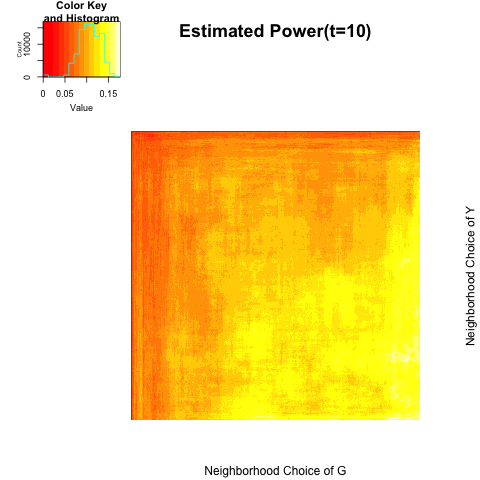 Color Key
and Histogram
Estimated Power(t=10)
Count
0 10000
0 0.05 0.15
Value
Neighborhood Choice of Y
Neighborhood Choice of G